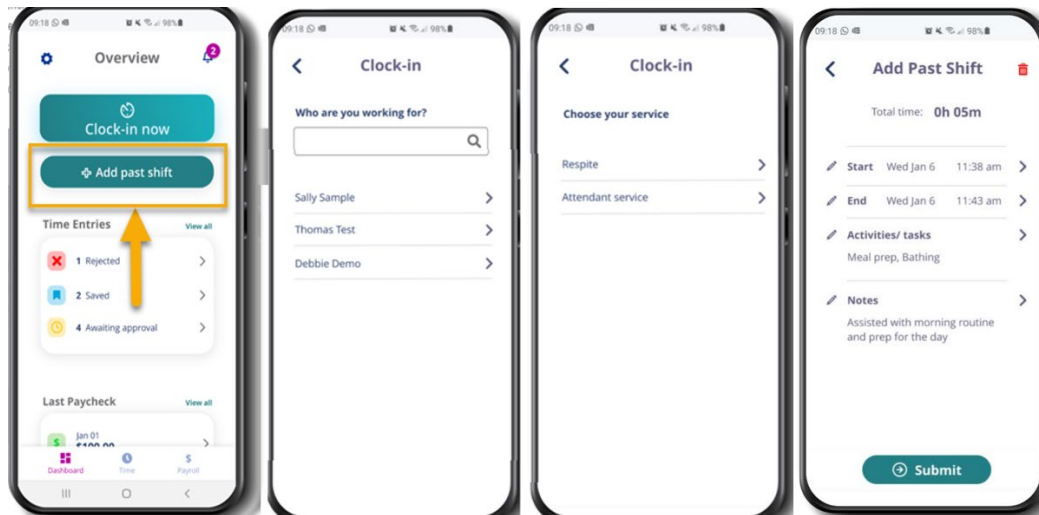 09:18 98%
Overview
2
Clock-in now
Add past shift
Time Entries View all
1 Rejected
2 Saved
4 Awaiting approval
Last Paycheck View all
Jan 01
$100.00
Dashboard Time Payroll
09:18 98%
Clock-in
Who are you working for?
Sally Sample
Thomas Test
Debbie Demo
09:18 98%
Clock-in
Choose your service
Respite
Attendant service
09:18 98%
Add Past Shift
Total time: 0h 05m
Start Wed Jan 6 11:38 am
End Wed Jan 6 11:43 am
Activities/ tasks
Meal prep, Bathing
Notes
Assisted with morning routine
and prep for the day
Submit